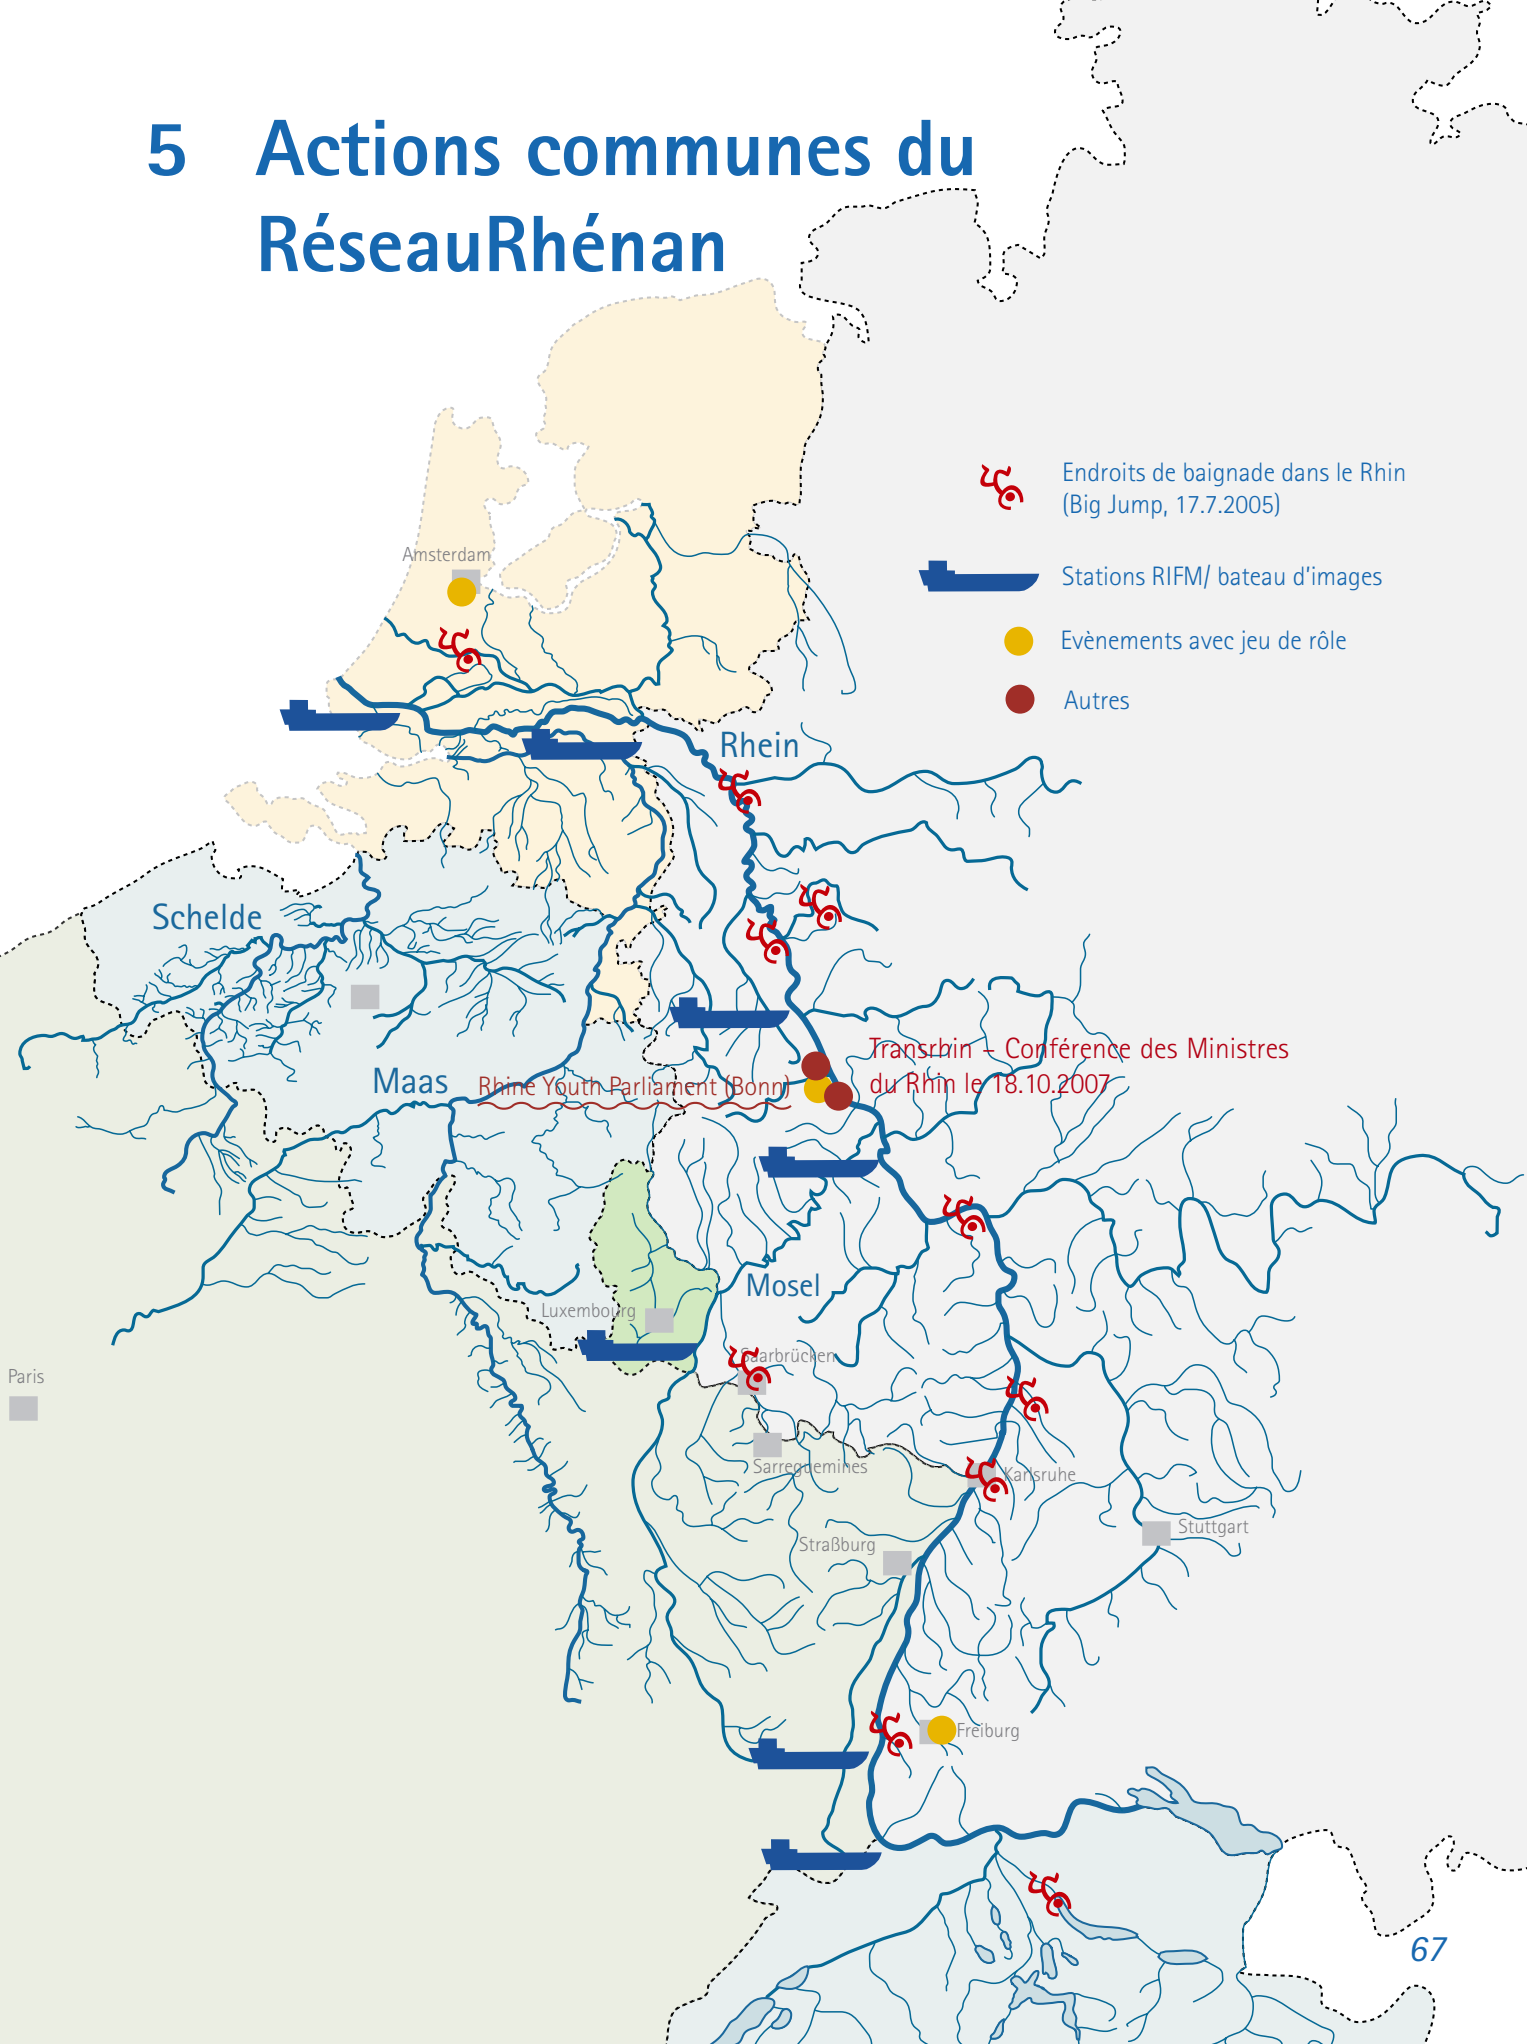 5 Actions communes du
RéseauRhénan
Endroits de baignade dans le Rhin
(Big Jump, 17.7.2005)
Amsterdam
Stations RIFM/ bateau d'images
Evènements avec jeu de rôle
Autres
Rhein
Schelde
Transrhin – Conférence des Ministres
du Rhin le 18.10.2007
Maas
Rhine Youth Parliament (Bonn)
Mosel
Luxembourg
Saarbrücken
Paris
Sarreguemines
Karlsruhe
Stuttgart
Straßburg
Freiburg
67